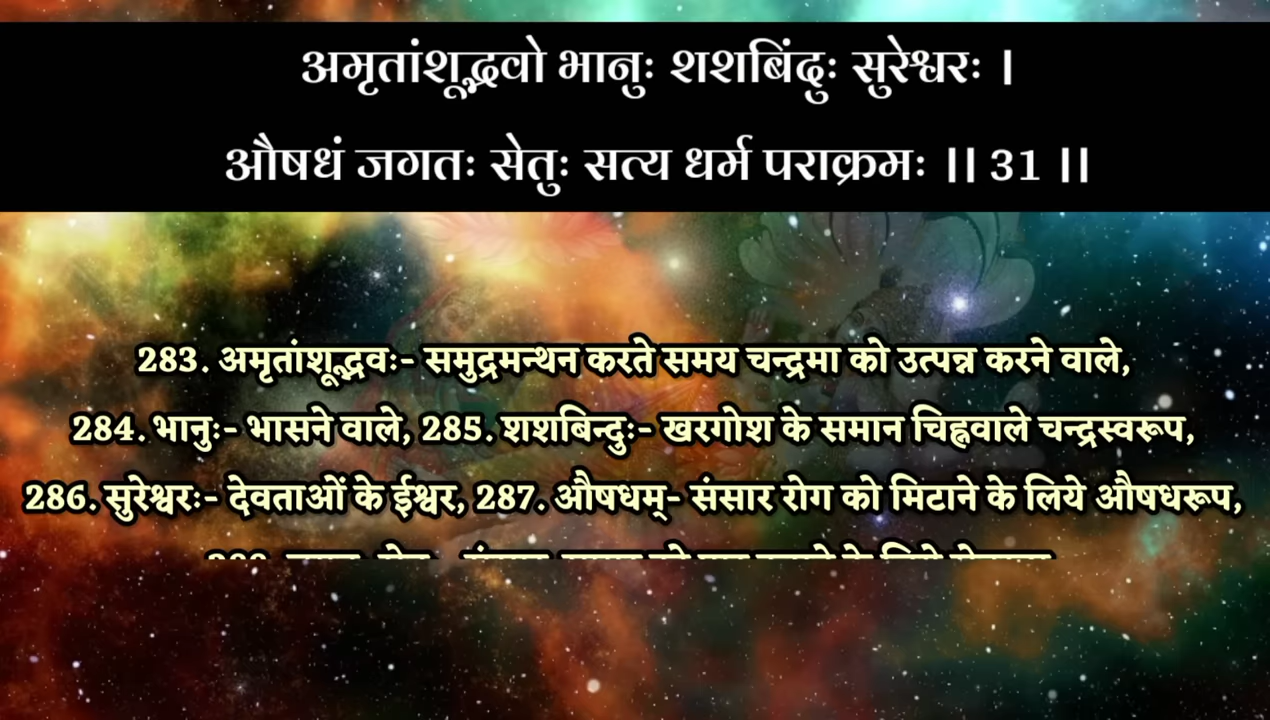 अमृतांशूद्भवो भानुः शशबिंदुः सुरेश्वरः ।
औषधं जगतः सेतुः सत्य धर्म पराक्रमः ।। 31 ।।
283. अमृतांशूद्भवः- समुद्रमन्थन करते समय चन्द्रमा को उत्पन्न करने वाले,
284. भानुः- भासने वाले, 285. शशबिन्दुः- खरगोश के समान चिह्नवाले चन्द्रस्वरूप,
286. सुरेश्वरः- देवताओं के ईश्वर, 287. औषधम्- संसार रोग को मिटाने के लिये औषधरूप,